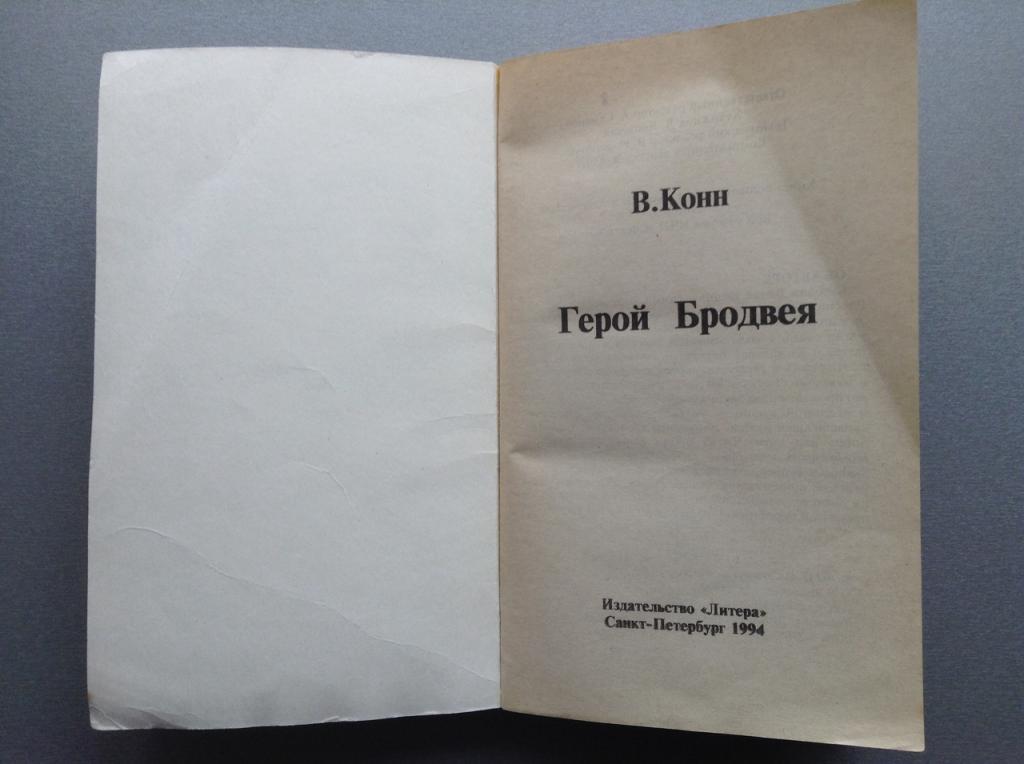 В.Конн
Герой Бродвея
Издательство «Литера»
Санкт-Петербург 1994